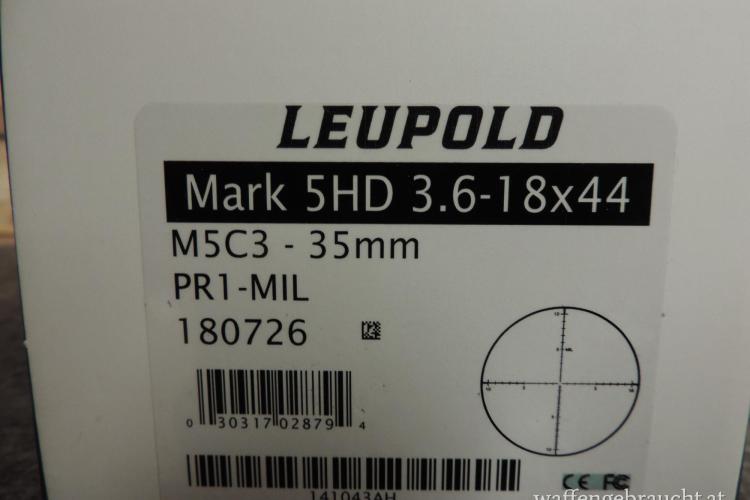 LEUPOLD
Mark 5HD 3.6-18x44
M5C3 - 35mm
PR1-MIL
180726
MIL
0 30317 02879 4
141043AH
CE FC
waffengebraucht.at